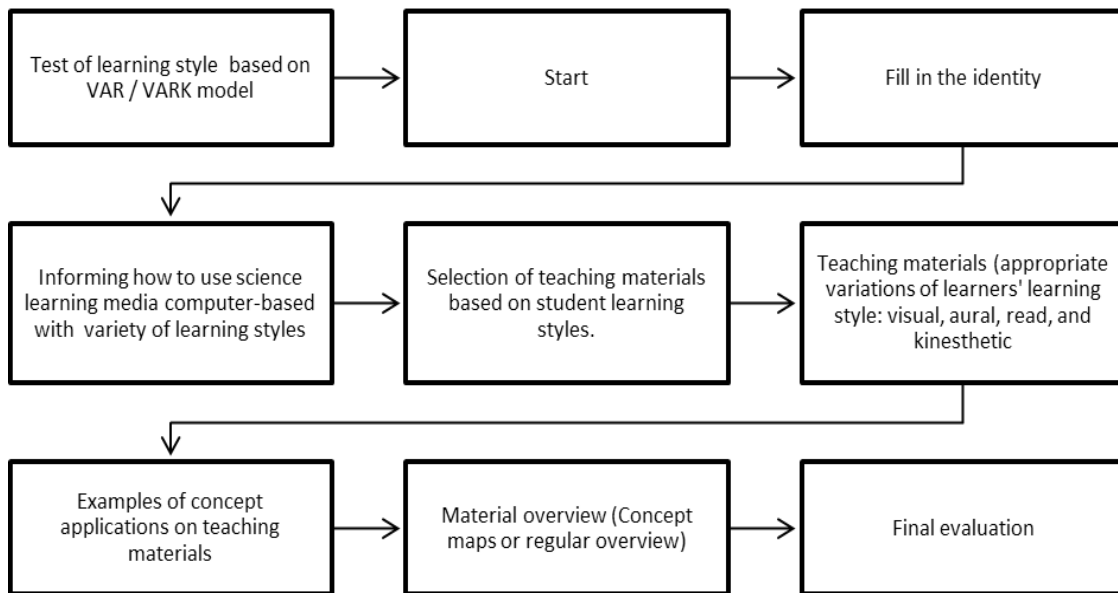 Test of learning style  based on
VAR / VARK model
Start
Fill in the identity
Informing how to use science
learning media computer-based
with  variety of learning styles
Selection of teaching materials
based on student learning
styles.
Teaching materials (appropriate
variations of learners' learning
style: visual, aural, read, and
kinesthetic
Examples of concept
applications on teaching
materials
Material overview (Concept
maps or regular overview)
Final evaluation